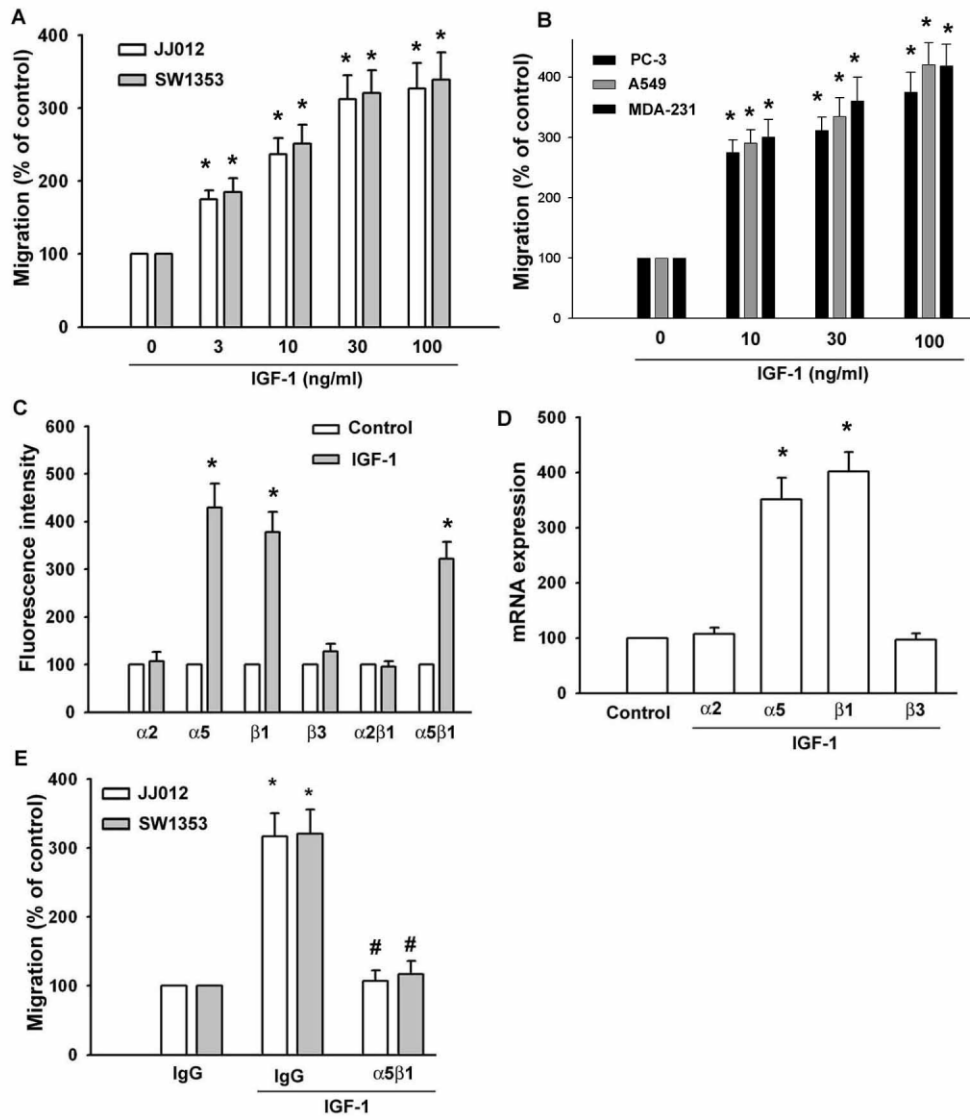 A
Migration (% of control)
400
300
200
100
0
JJ012
SW1353
* * * * * * * *
0 3 10 30 100
IGF-1 (ng/ml)
B
Migration (% of control)
400
300
200
100
0
PC-3
A549
MDA-231
* * * * * * * * *
0 10 30 100
IGF-1 (ng/ml)
C
Fluorescence intensity
600
500
400
300
200
100
0
Control
IGF-1
* * *
α2 α5 β1 β3 α2β1 α5β1
D
mRNA expression
500
400
300
200
100
0
* *
Control α2 α5 β1 β3
IGF-1
E
Migration (% of control)
400
300
200
100
0
JJ012
SW1353
* *
# #
IgG IgG α5β1
IGF-1